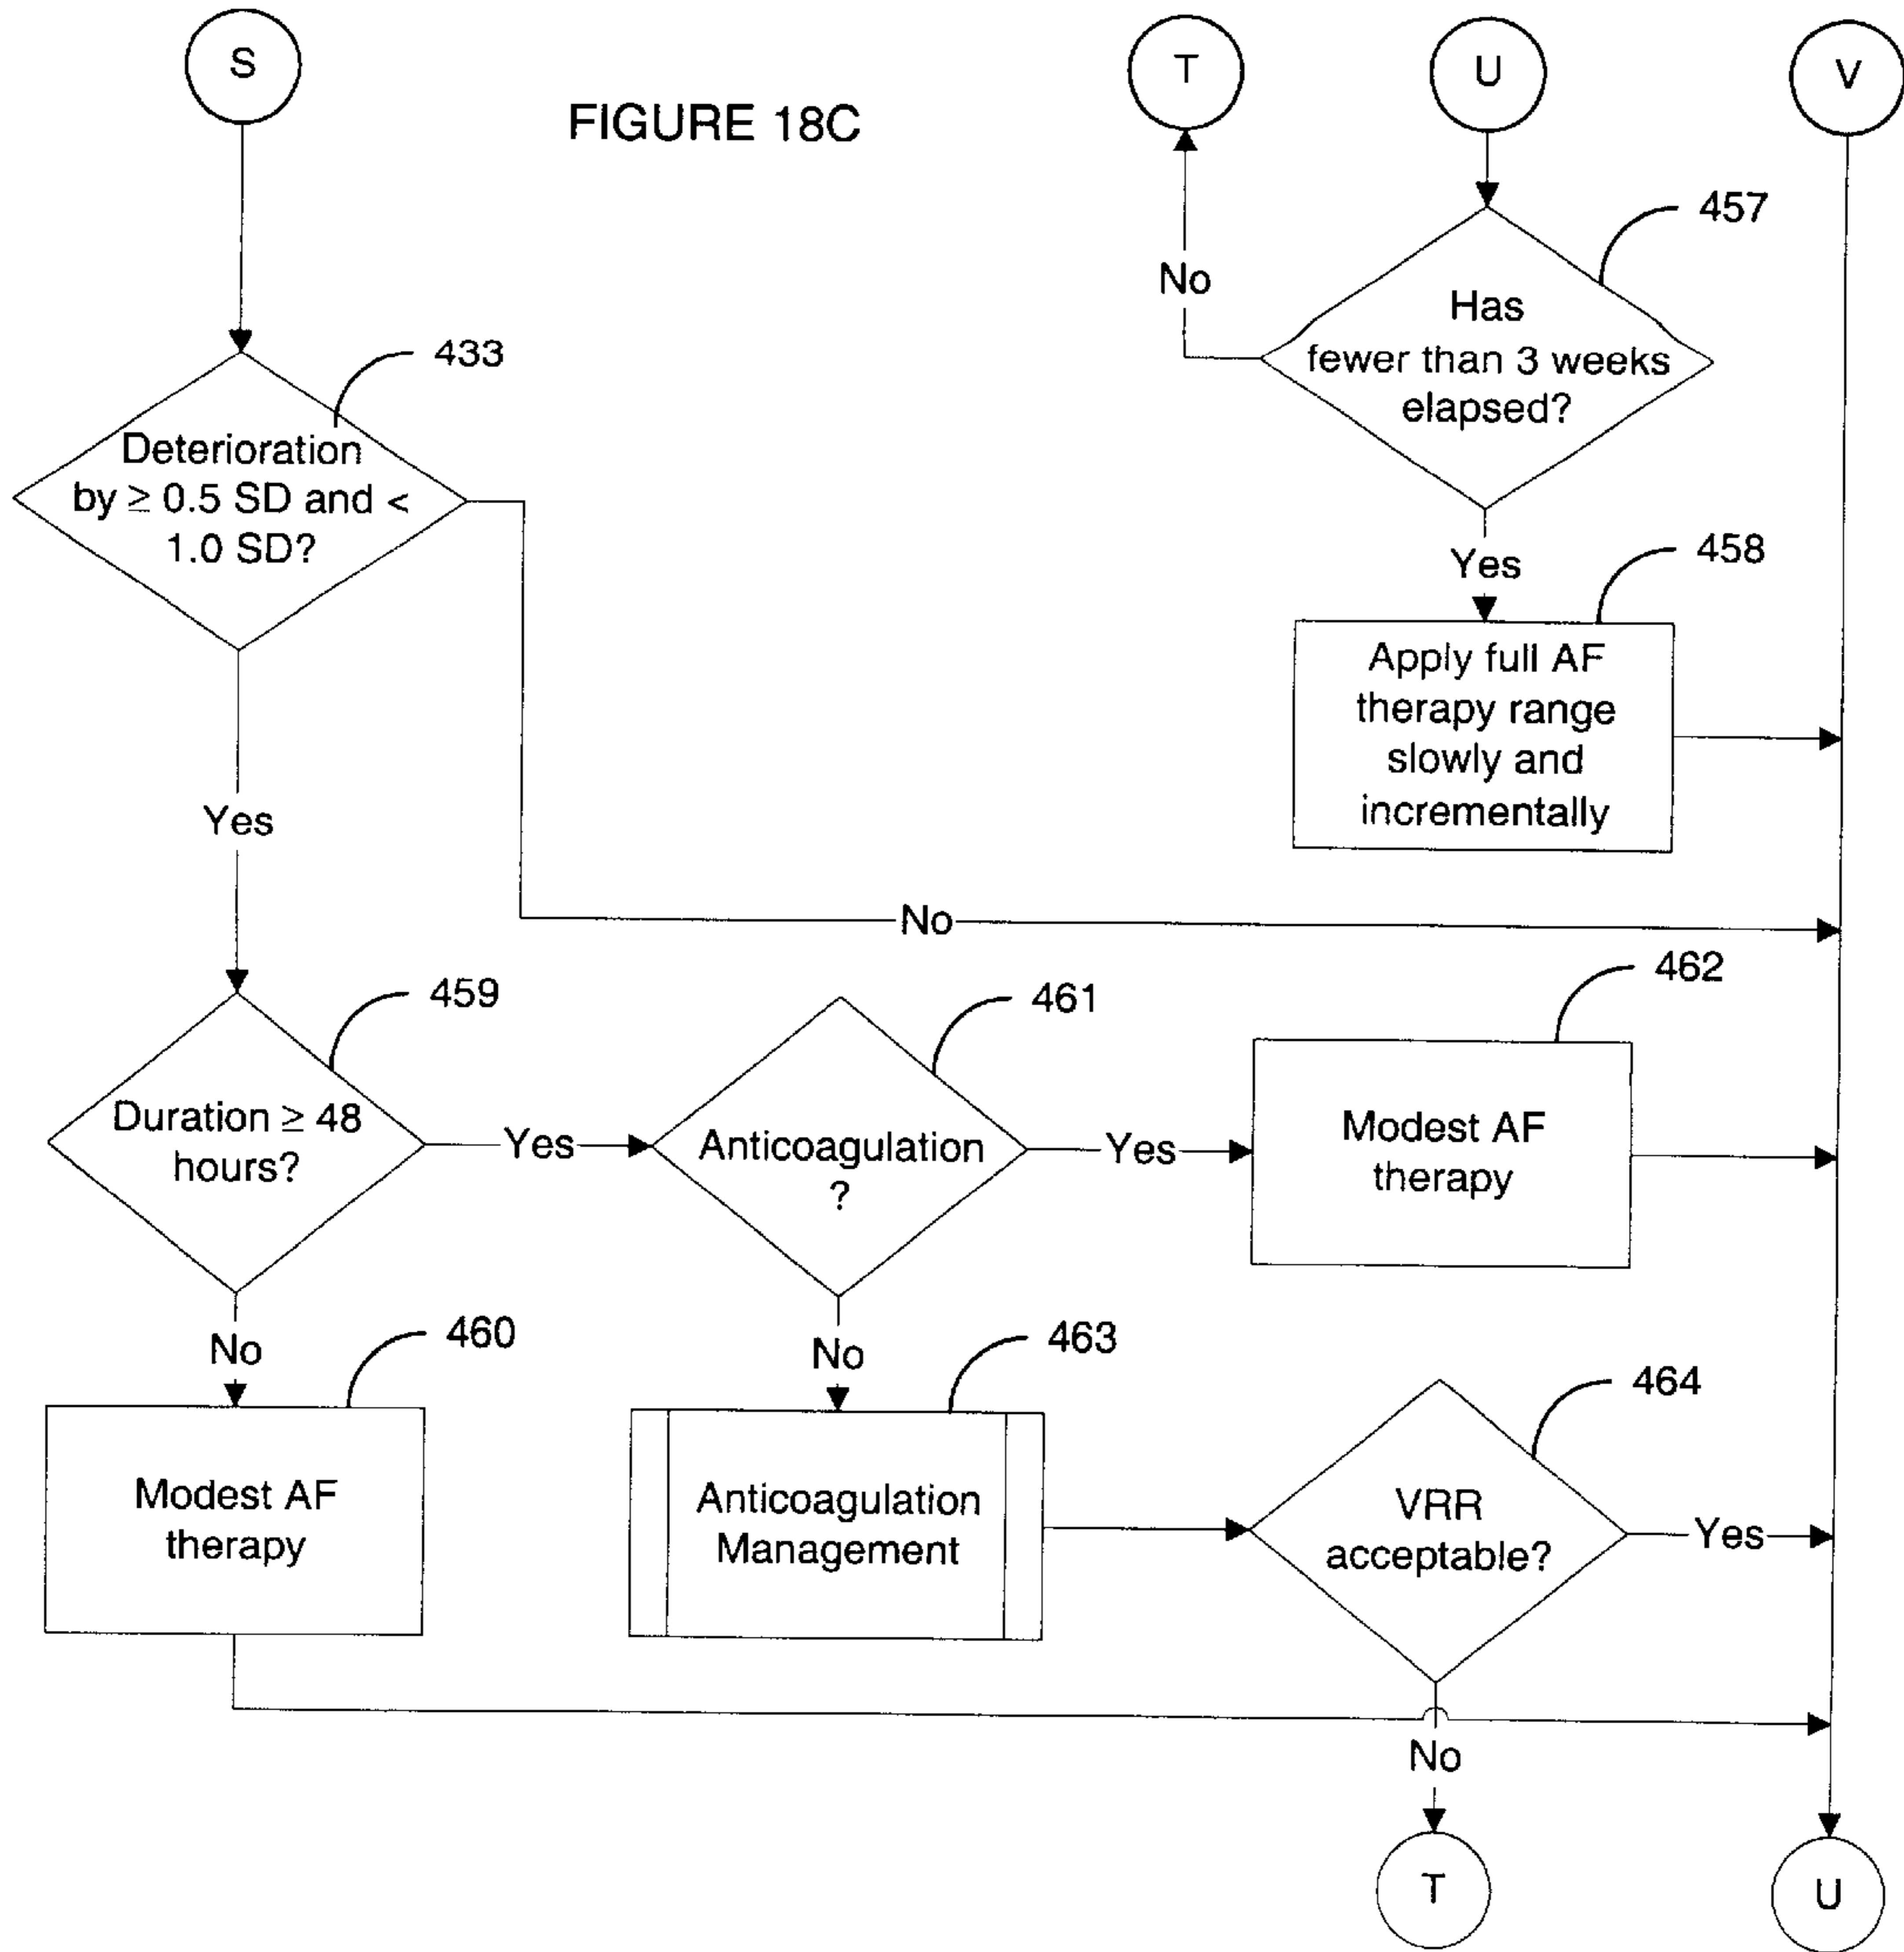 S
T
U
V
FIGURE 18C
457
No
Has
fewer than 3 weeks
elapsed?
433
Deterioration
by ≥ 0.5 SD and <
1.0 SD?
Yes
458
Apply full AF
therapy range
slowly and
incrementally
Yes
No
459
461
462
Duration ≥ 48
hours?
Yes
Anticoagulation
?
Yes
Modest AF
therapy
No
460
No
463
464
Modest AF
therapy
Anticoagulation
Management
VRR
acceptable?
Yes
No
T
U